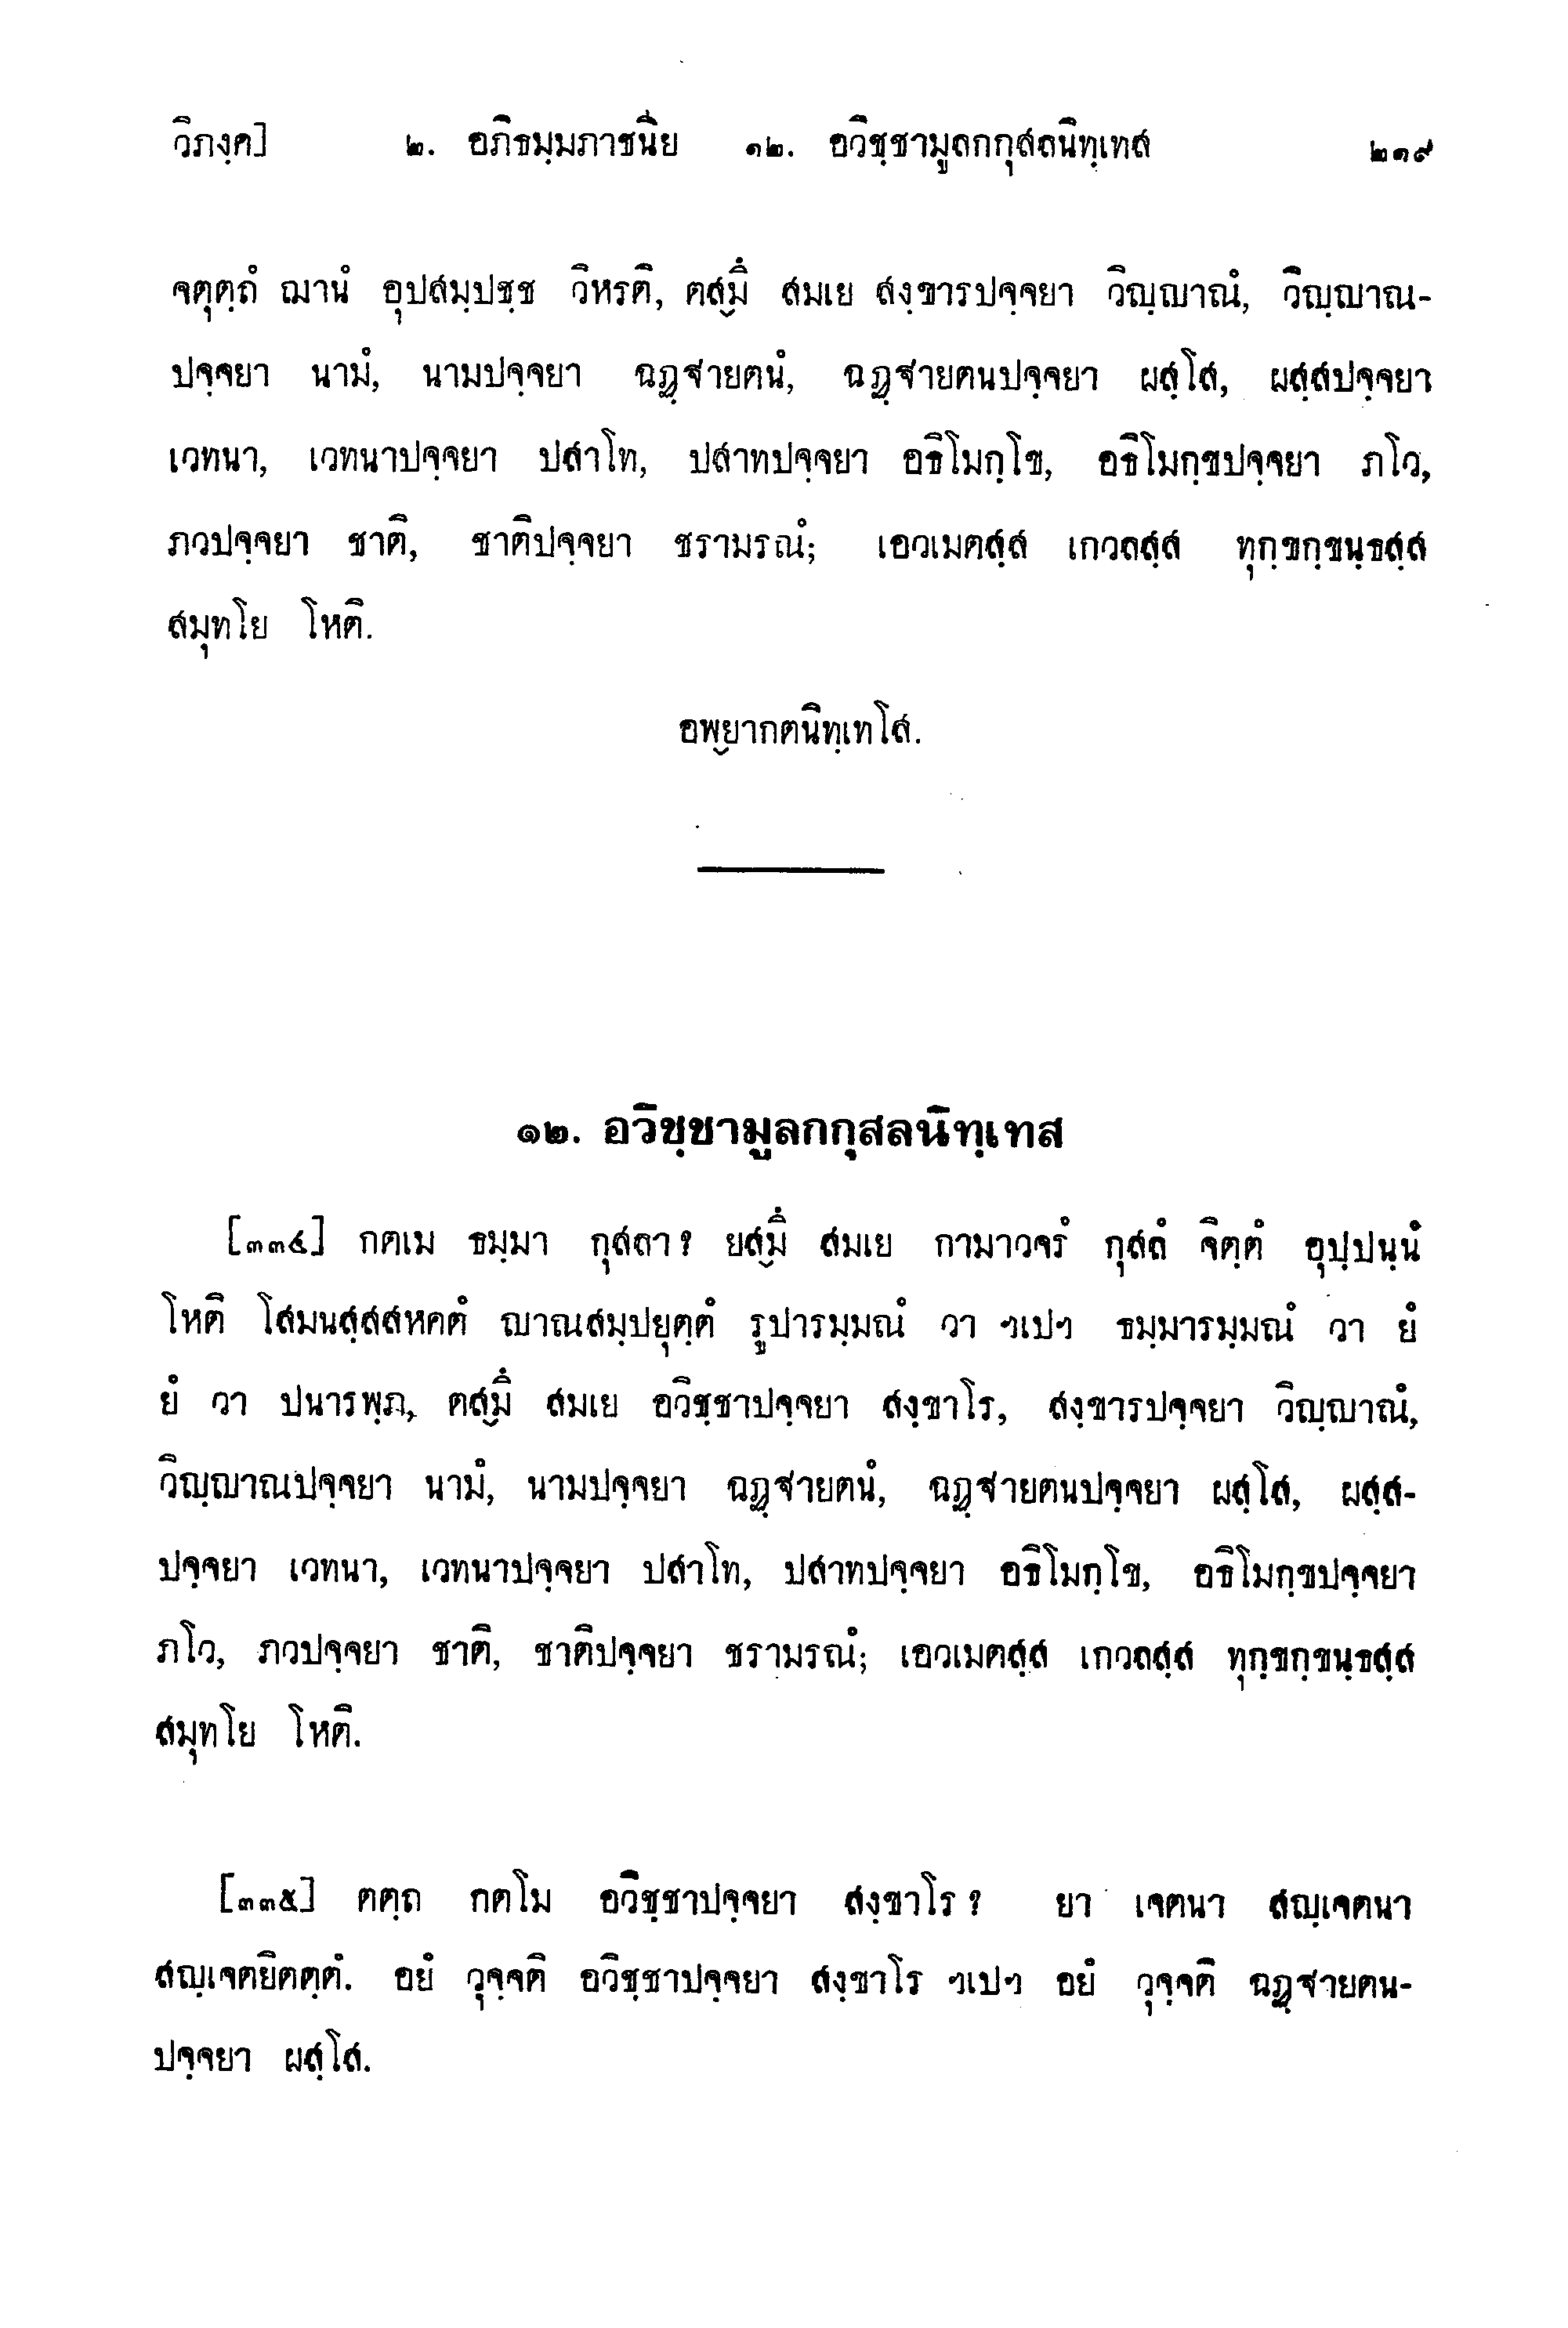 วิภงฺค] ๒. อภิธมฺมภาชนีย ๑๒. อวิชฺชามูลกกุสลนิทฺเทส ๒๑๙
จตุตฺถํ ฌานํ อุปสมฺปชฺช วิหรติ, ตสฺมึ สมเย สงฺขารปจฺจยา วิญฺญาณํ, วิญฺญาณ-
ปจฺจยา นามํ, นามปจฺจยา ฉฏฺฐายตนํ, ฉฏฺฐายตนปจฺจยา ผสฺโส, ผสฺสปจฺจยา
เวทนา, เวทนาปจฺจยา ปสาโท, ปสาทปจฺจยา อธิโมกฺโข, อธิโมกฺขปจฺจยา ภโว,
ภวปจฺจยา ชาติ, ชาติปจฺจยา ชรามรณํ; เอวเมตสฺส เกวลสฺส ทุกฺขกฺขนฺธสฺส
สมุทโย โหติ.
อพฺยากตนิทฺเทโส.
๑๒. อวิชฺชามูลกกุสลนิทฺเทส
[๓๓๔] กตเม ธมฺมา กุสลา? ยสฺมึ สมเย กามาวจรํ กุสลํ จิตฺตํ อุปฺปนฺนํ
โหติ โสมนสฺสสหคตํ ญาณสมฺปยุตฺตํ รูปารมฺมณํ วา ฯเปฯ ธมฺมารมฺมณํ วา ยํ
ยํ วา ปนารพฺภ, ตสฺมึ สมเย อวิชฺชาปจฺจยา สงฺขาโร, สงฺขารปจฺจยา วิญฺญาณํ,
วิญฺญาณปจฺจยา นามํ, นามปจฺจยา ฉฏฺฐายตนํ, ฉฏฺฐายตนปจฺจยา ผสฺโส, ผสฺส-
ปจฺจยา เวทนา, เวทนาปจฺจยา ปสาโท, ปสาทปจฺจยา อธิโมกฺโข, อธิโมกฺขปจฺจยา
ภโว, ภวปจฺจยา ชาติ, ชาติปจฺจยา ชรามรณํ; เอวเมตสฺส เกวลสฺส ทุกฺขกฺขนฺธสฺส
สมุทโย โหติ.
[๓๓๕] ตตฺถ กตโม อวิชฺชาปจฺจยา สงฺขาโร? ยา เจตนา สญฺเจตนา
สญฺเจตยิตตฺตํ. อยํ วุจฺจติ อวิชฺชาปจฺจยา สงฺขาโร ฯเปฯ อยํ วุจฺจติ ฉฏฺฐายตน-
ปจฺจยา ผสฺโส.